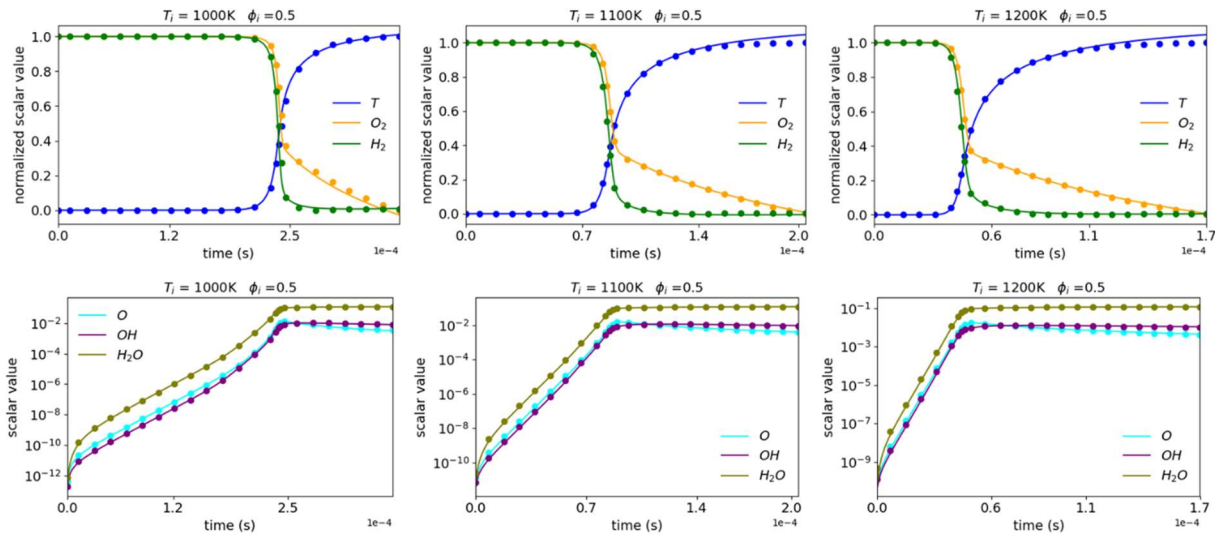 T_i = 1000K ϕ_i =0.5
normalized scalar value
1.0
0.8
0.6
0.4
0.2
0.0
T
O₂
H₂
0.0 1.2 2.5
1e−4
time (s)
T_i = 1100K ϕ_i =0.5
normalized scalar value
1.0
0.8
0.6
0.4
0.2
0.0
T
O₂
H₂
0.0 0.7 1.4 2.0
1e−4
time (s)
T_i = 1200K ϕ_i =0.5
normalized scalar value
1.0
0.8
0.6
0.4
0.2
0.0
T
O₂
H₂
0.0 0.6 1.1 1.7
1e−4
time (s)
T_i = 1000K ϕ_i =0.5
scalar value
10⁻²
10⁻⁴
10⁻⁶
10⁻⁸
10⁻¹⁰
10⁻¹²
O
OH
H₂O
0.0 1.2 2.5
1e−4
time (s)
T_i = 1100K ϕ_i =0.5
scalar value
10⁻²
10⁻⁴
10⁻⁶
10⁻⁸
10⁻¹⁰
O
OH
H₂O
0.0 0.7 1.4 2.0
1e−4
time (s)
T_i = 1200K ϕ_i =0.5
scalar value
10⁻¹
10⁻³
10⁻⁵
10⁻⁷
10⁻⁹
O
OH
H₂O
0.0 0.6 1.1 1.7
1e−4
time (s)